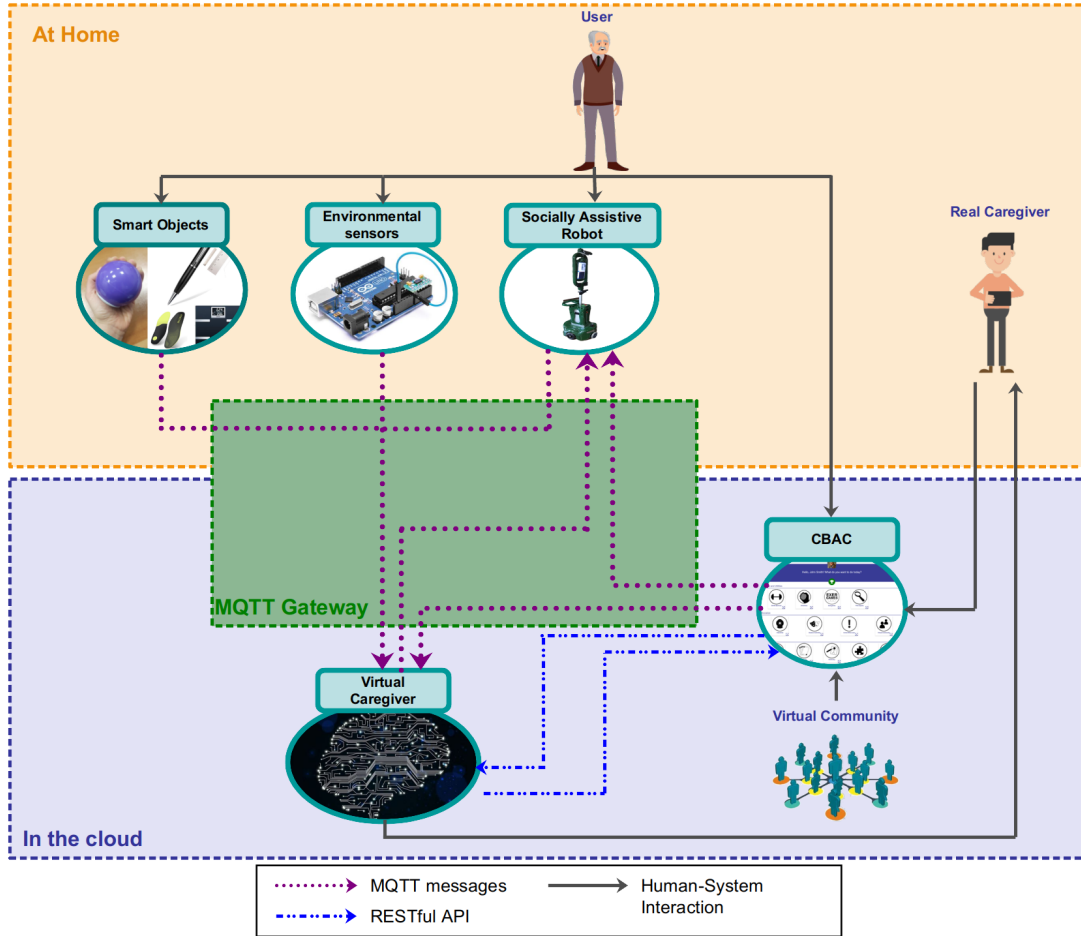 User
At Home
Smart Objects
Environmental
sensors
Socially Assistive
Robot
Real Caregiver
MQTT Gateway
CBAC
Virtual
Caregiver
Virtual Community
In the cloud
MQTT messages
RESTful API
Human-System
Interaction